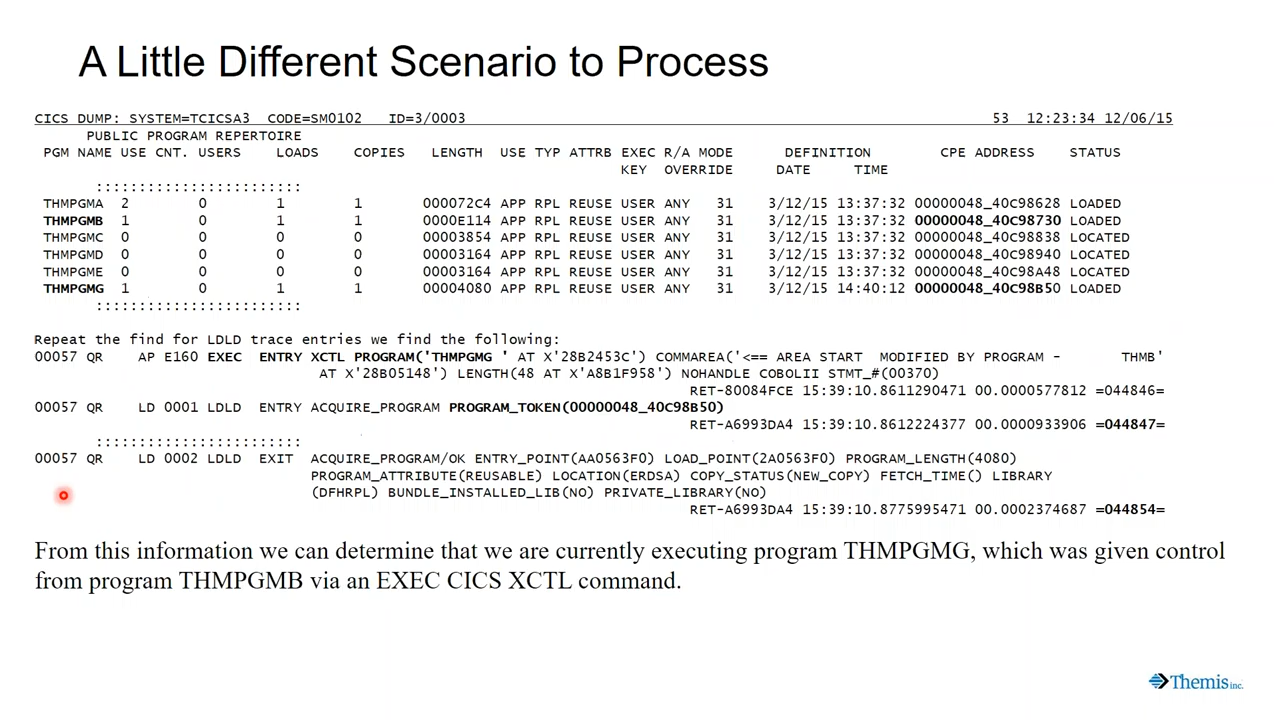 A Little Different Scenario to Process
CICS DUMP: SYSTEM=TCICSA3 CODE=SM0102 ID=3/0003 53 12:23:34 12/06/15
PUBLIC PROGRAM REPERTOIRE
PGM NAME USE CNT. USERS LOADS COPIES LENGTH USE TYP ATTRB EXEC R/A MODE DEFINITION CPE ADDRESS STATUS
KEY OVERRIDE DATE TIME
::::::::::::::::::::::::
THMPGMA 2 0 1 1 000072C4 APP RPL REUSE USER ANY 31 3/12/15 13:37:32 00000048_40C98628 LOADED
THMPGMB 1 0 1 1 0000E114 APP RPL REUSE USER ANY 31 3/12/15 13:37:32 00000048_40C98730 LOADED
THMPGMC 0 0 0 0 00003854 APP RPL REUSE USER ANY 31 3/12/15 13:37:32 00000048_40C98838 LOCATED
THMPGMD 0 0 0 0 00003164 APP RPL REUSE USER ANY 31 3/12/15 13:37:32 00000048_40C98940 LOCATED
THMPGME 0 0 0 0 00003164 APP RPL REUSE USER ANY 31 3/12/15 13:37:32 00000048_40C98A48 LOCATED
THMPGMG 1 0 1 1 00004080 APP RPL REUSE USER ANY 31 3/12/15 14:40:12 00000048_40C98B50 LOADED
::::::::::::::::::::::::
Repeat the find for LDLD trace entries we find the following:
00057 QR AP E160 EXEC ENTRY XCTL PROGRAM('THMPGMG ' AT X'28B2453C') COMMAREA('<== AREA START MODIFIED BY PROGRAM - THMB'
AT X'28B05148') LENGTH(48 AT X'A8B1F958') NOHANDLE COBOLII STMT_#(00370)
RET-80084FCE 15:39:10.8611290471 00.0000577812 =044846=
00057 QR LD 0001 LDLD ENTRY ACQUIRE_PROGRAM PROGRAM_TOKEN(00000048_40C98B50)
RET-A6993DA4 15:39:10.8612224377 00.0000933906 =044847=
::::::::::::::::::::::::
00057 QR LD 0002 LDLD EXIT ACQUIRE_PROGRAM/OK ENTRY_POINT(AA0563F0) LOAD_POINT(2A0563F0) PROGRAM_LENGTH(4080)
PROGRAM_ATTRIBUTE(REUSABLE) LOCATION(ERDSA) COPY_STATUS(NEW_COPY) FETCH_TIME() LIBRARY
(DFHRPL) BUNDLE_INSTALLED_LIB(NO) PRIVATE_LIBRARY(NO)
RET-A6993DA4 15:39:10.8775995471 00.0002374687 =044854=
From this information we can determine that we are currently executing program THMPGMG, which was given control
from program THMPGMB via an EXEC CICS XCTL command.
Themis inc.